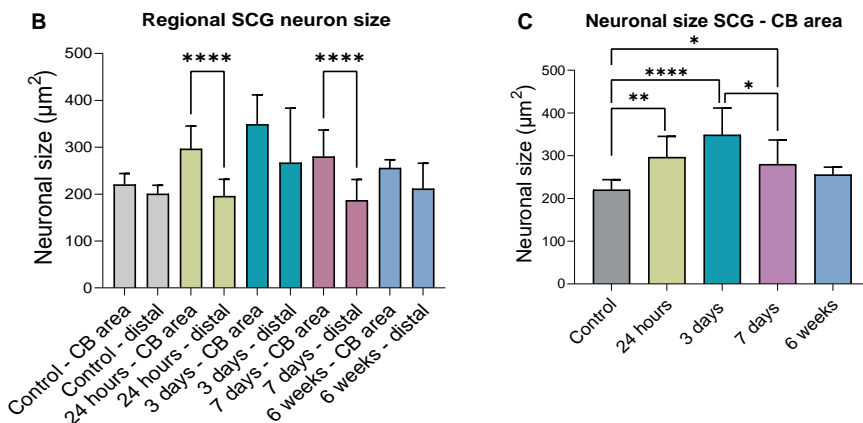 B
Regional SCG neuron size
Neuronal size (µm²)
500
400
300
200
100
0
****
****
Control - CB area
Control - distal
24 hours - CB area
24 hours - distal
3 days - CB area
3 days - distal
7 days - CB area
7 days - distal
6 weeks - CB area
6 weeks - distal
C
Neuronal size SCG - CB area
Neuronal size (µm²)
500
400
300
200
100
0
*
****
*
**
Control
24 hours
3 days
7 days
6 weeks